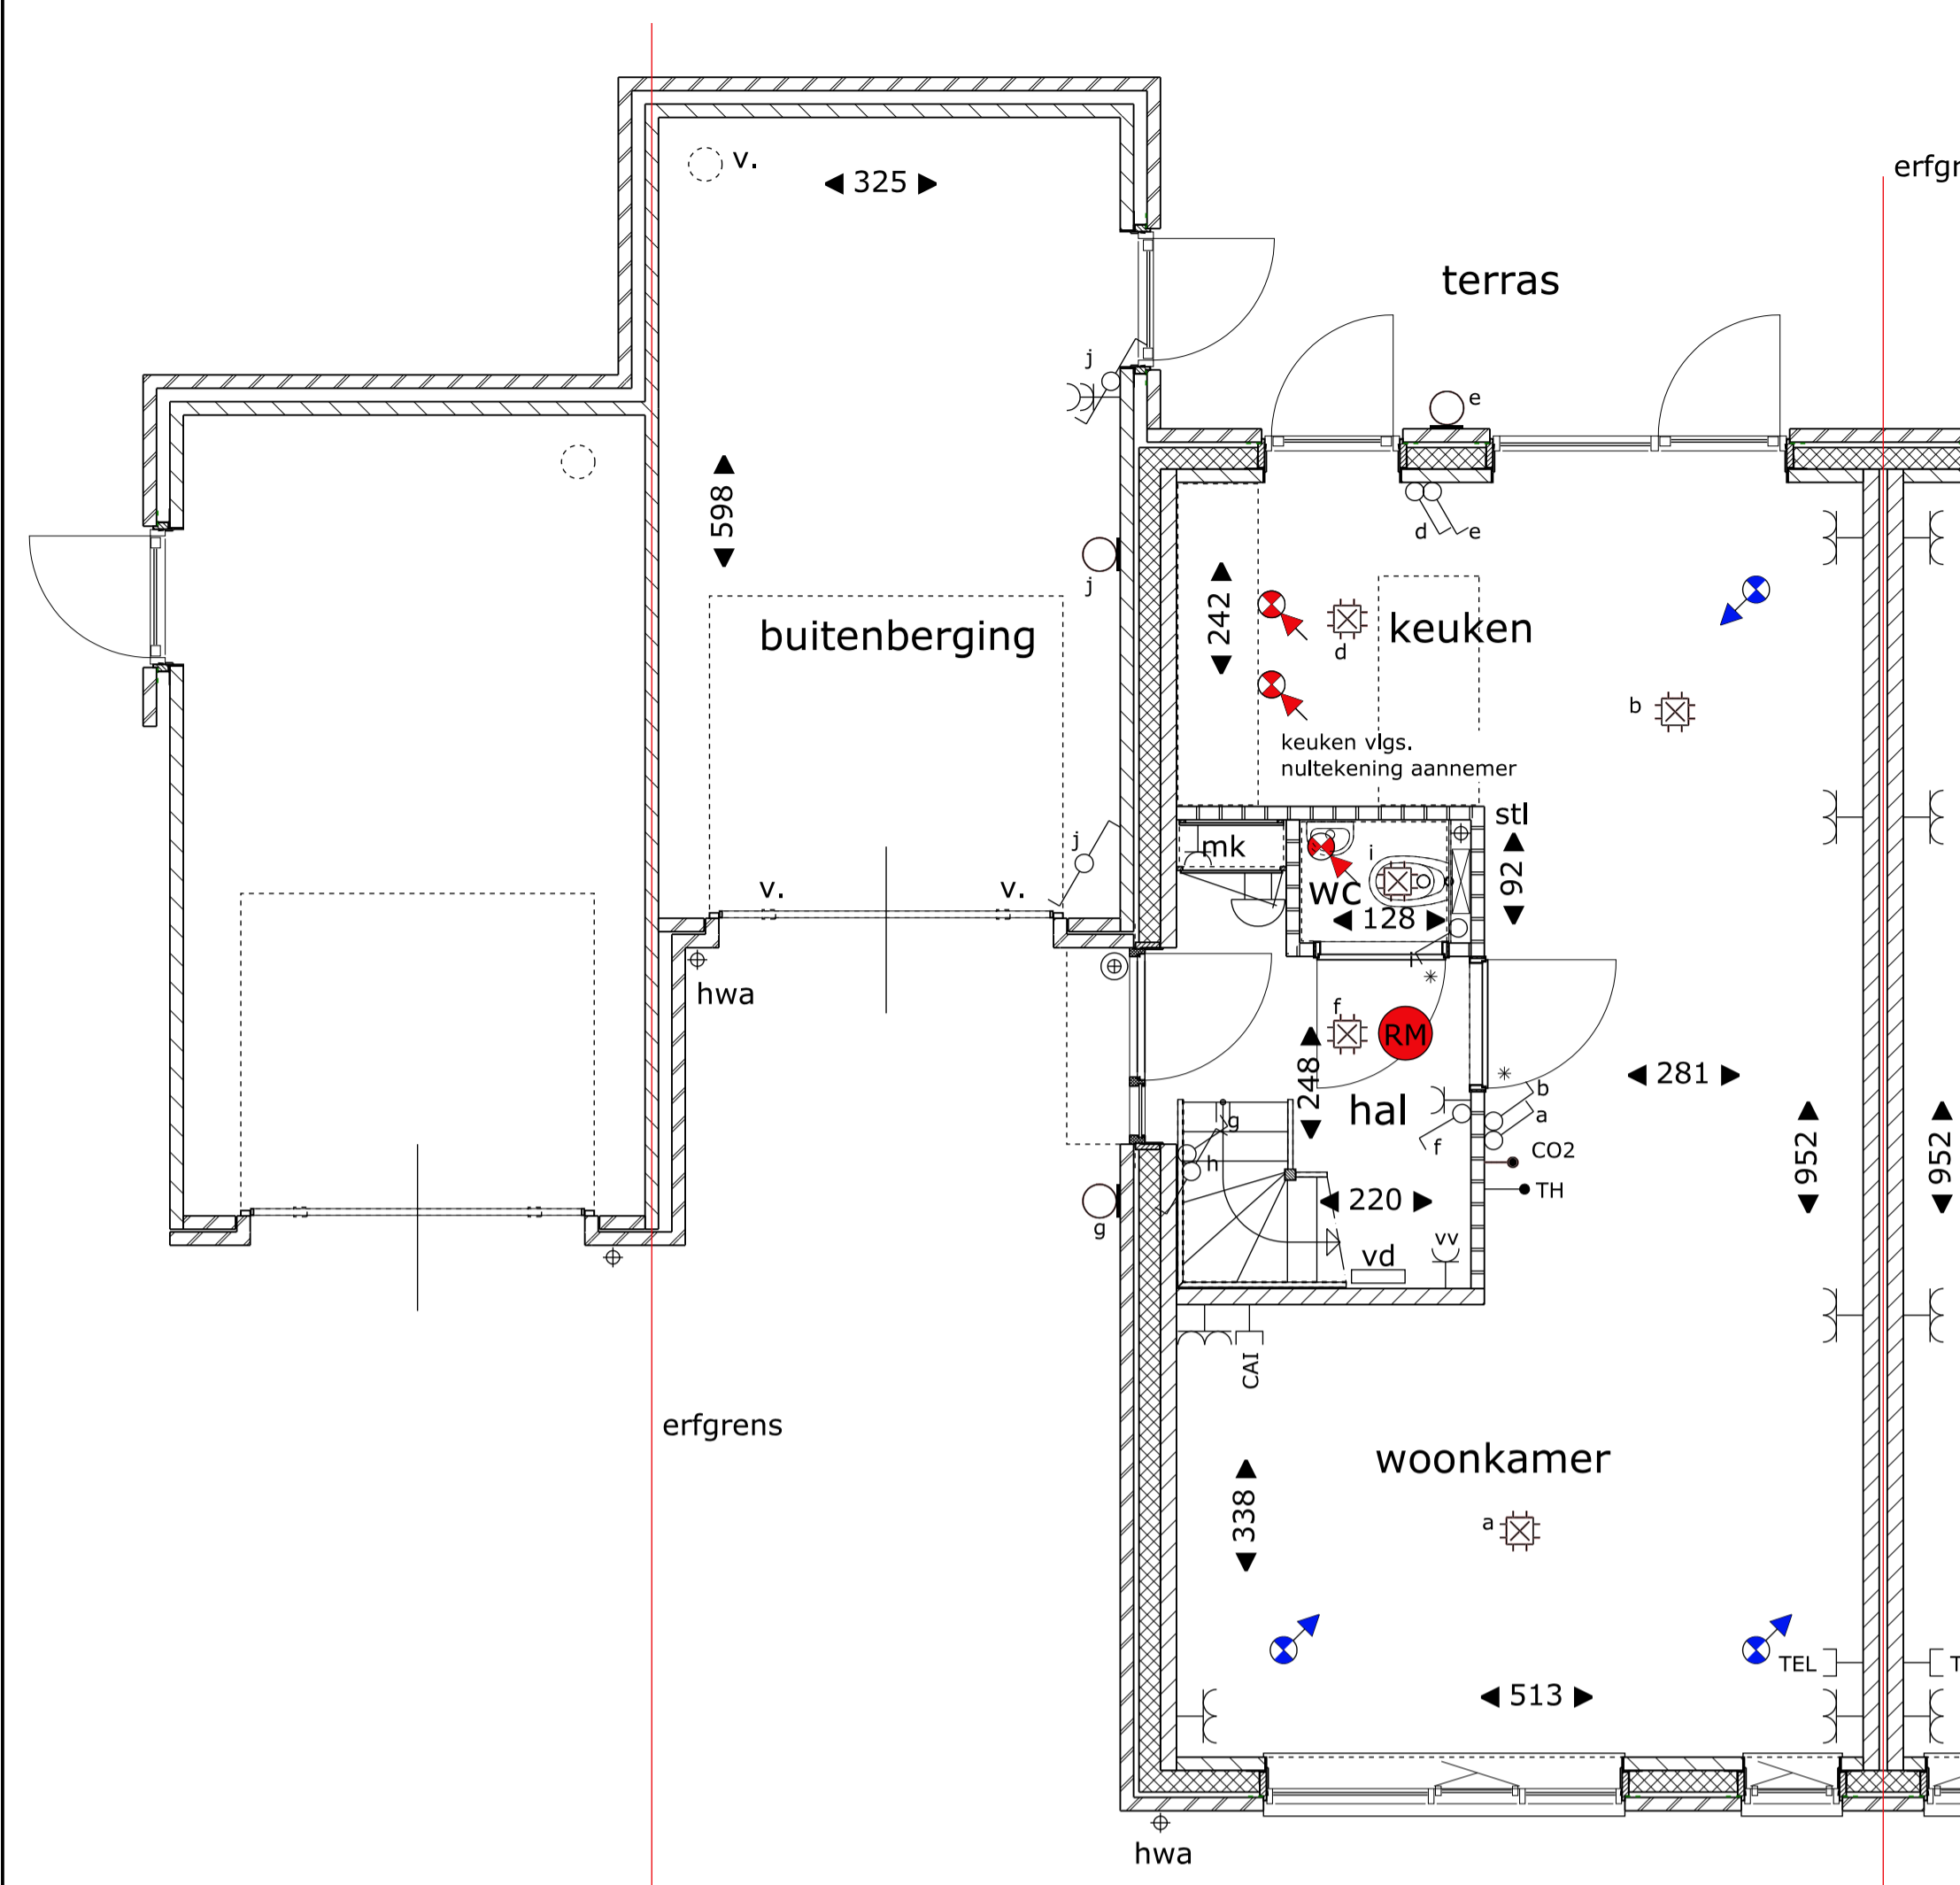 v.
325
erfgr
terras
j
e
598
d
e
j
242
buitenberging
keuken
d
b
keuken vlgs.
nultekening aannemer
stl
j
mk
i
wc
92
v.
v.
128
i
hwa
f
RM
248
281
b
hal
a
g
f
952
952
CO2
h
TH
220
g
vv
vd
CAI
erfgrens
woonkamer
338
a
TEL
T
513
hwa